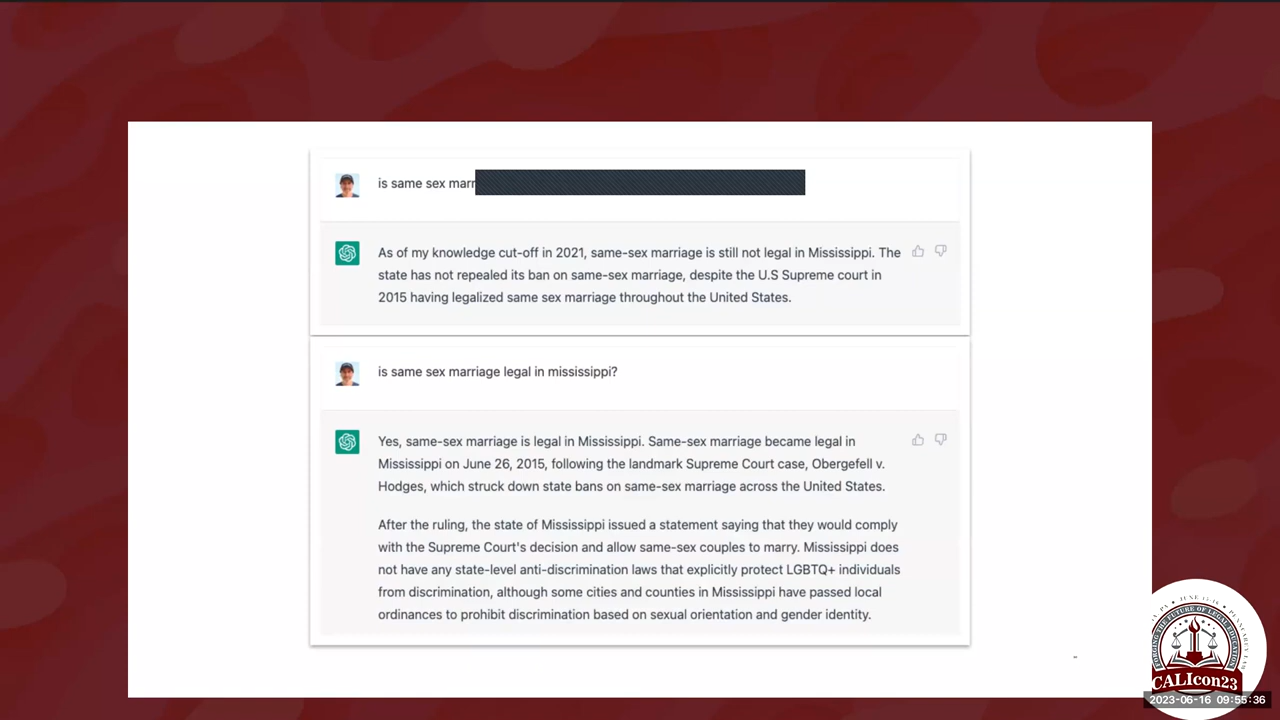 is same sex marr
As of my knowledge cut-off in 2021, same-sex marriage is still not legal in Mississippi. The
state has not repealed its ban on same-sex marriage, despite the U.S Supreme court in
2015 having legalized same sex marriage throughout the United States.
is same sex marriage legal in mississippi?
Yes, same-sex marriage is legal in Mississippi. Same-sex marriage became legal in
Mississippi on June 26, 2015, following the landmark Supreme Court case, Obergefell v.
Hodges, which struck down state bans on same-sex marriage across the United States.
After the ruling, the state of Mississippi issued a statement saying that they would comply
with the Supreme Court's decision and allow same-sex couples to marry. Mississippi does
not have any state-level anti-discrimination laws that explicitly protect LGBTQ+ individuals
from discrimination, although some cities and counties in Mississippi have passed local
ordinances to prohibit discrimination based on sexual orientation and gender identity.
FORGING THE FUTURE OF LEGAL EDUCATION
CALIcon23
2023-06-16 09:55:36